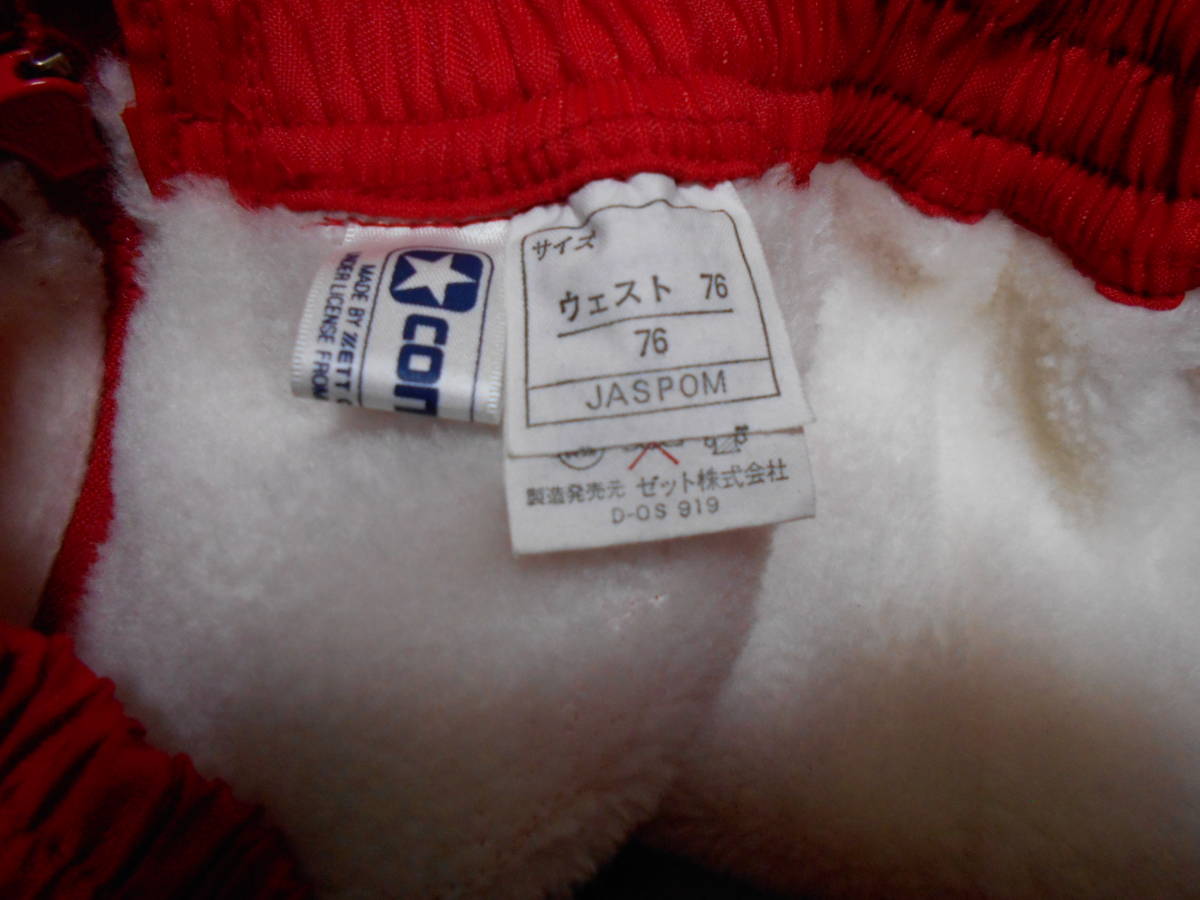 MADE BY ZETT
UNDER LICENSE FROM
con
サイズ
ウェスト 76
76
JASPOM
製造発売元 ゼット株式会社
D-OS 919